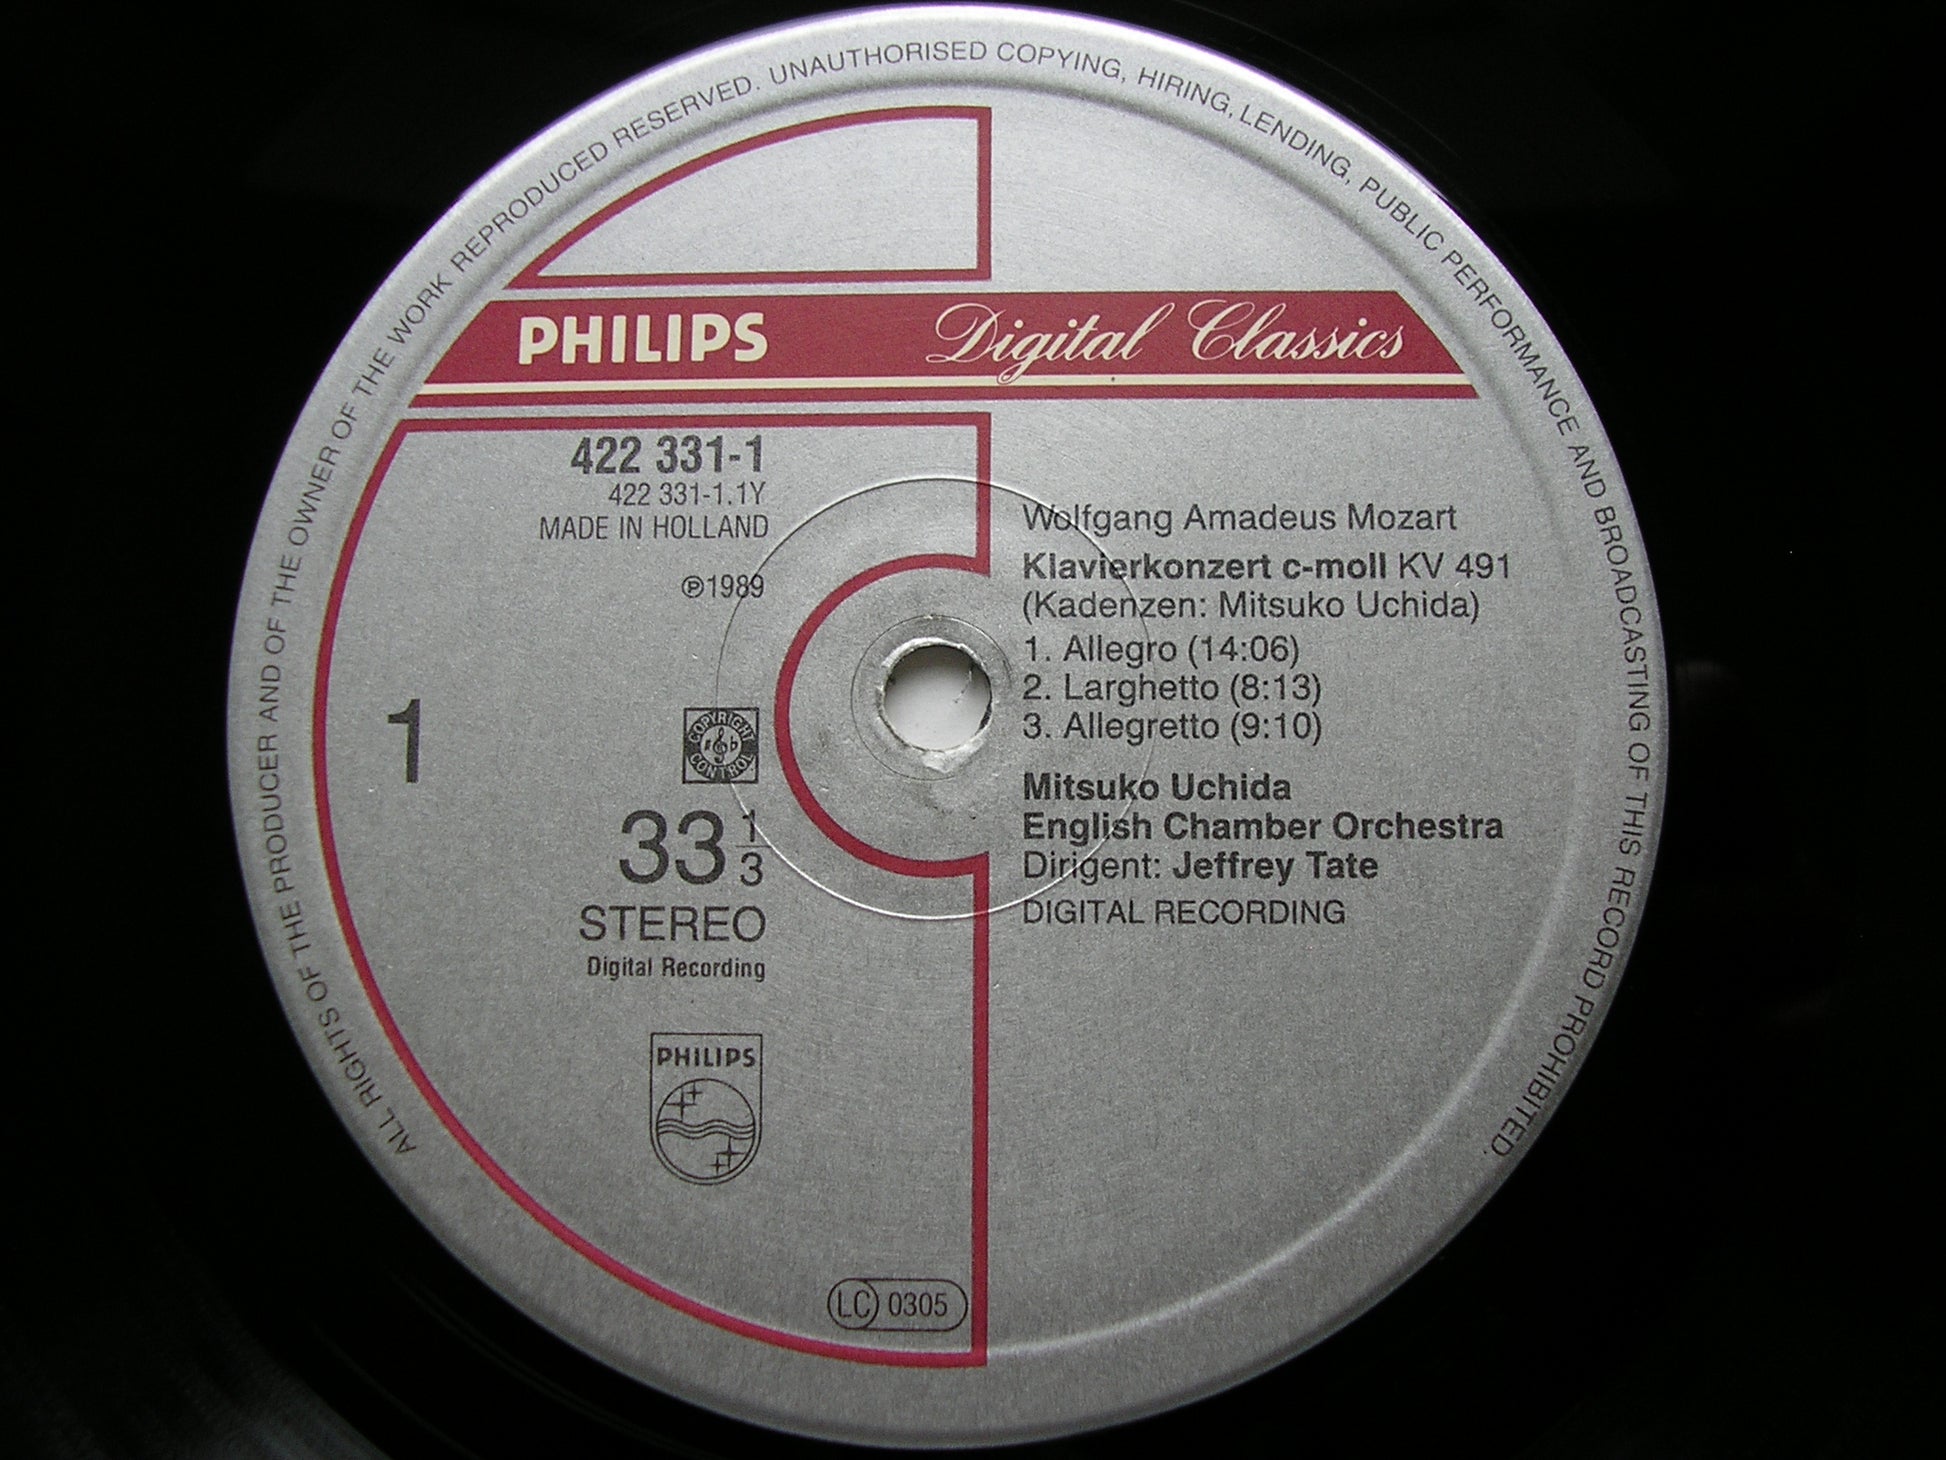 ALL RIGHTS OF THE PRODUCER AND OF THE OWNER OF THE WORK REPRODUCED RESERVED. UNAUTHORISED COPYING, HIRING, LENDING, PUBLIC PERFORMANCE AND BROADCASTING OF THIS RECORD PROHIBITED.
PHILIPS Digital Classics
422 331-1
422 331-1.1Y
MADE IN HOLLAND
℗1989
1
COPYRIGHT CONTROL
33 1/3
STEREO
Digital Recording
PHILIPS
LC 0305
Wolfgang Amadeus Mozart
Klavierkonzert c-moll KV 491
(Kadenzen: Mitsuko Uchida)
1. Allegro (14:06)
2. Larghetto (8:13)
3. Allegretto (9:10)
Mitsuko Uchida
English Chamber Orchestra
Dirigent: Jeffrey Tate
DIGITAL RECORDING